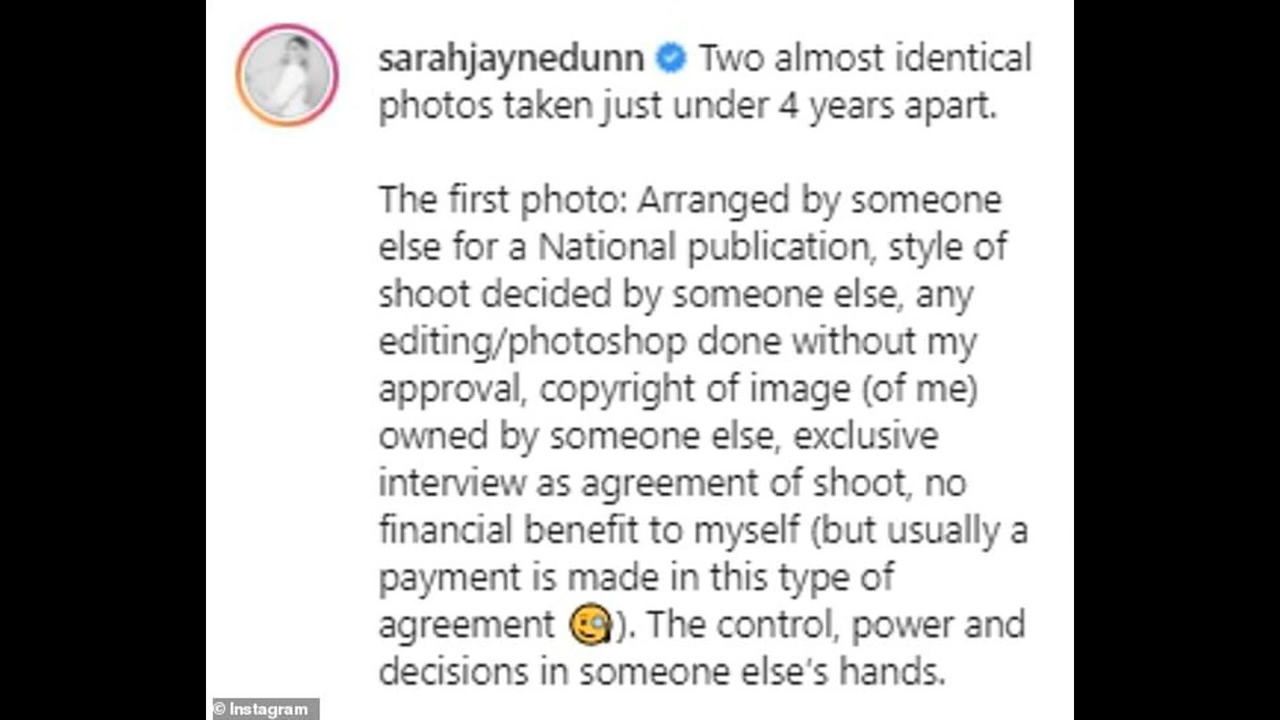 sarahjaynedunn Two almost identical
photos taken just under 4 years apart.
The first photo: Arranged by someone
else for a National publication, style of
shoot decided by someone else, any
editing/photoshop done without my
approval, copyright of image (of me)
owned by someone else, exclusive
interview as agreement of shoot, no
financial benefit to myself (but usually a
payment is made in this type of
agreement 🧐). The control, power and
decisions in someone else's hands.
© Instagram